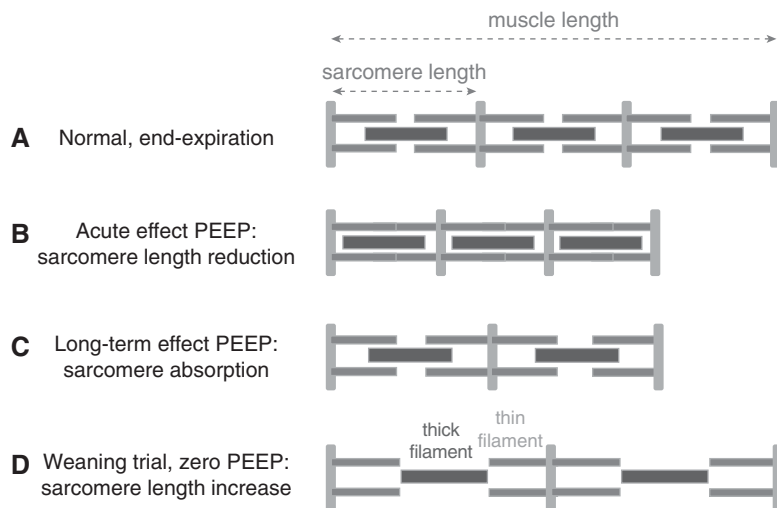 muscle length
sarcomere length
A Normal, end-expiration
B Acute effect PEEP:
sarcomere length reduction
C Long-term effect PEEP:
sarcomere absorption
thick
filament
thin
filament
D Weaning trial, zero PEEP:
sarcomere length increase